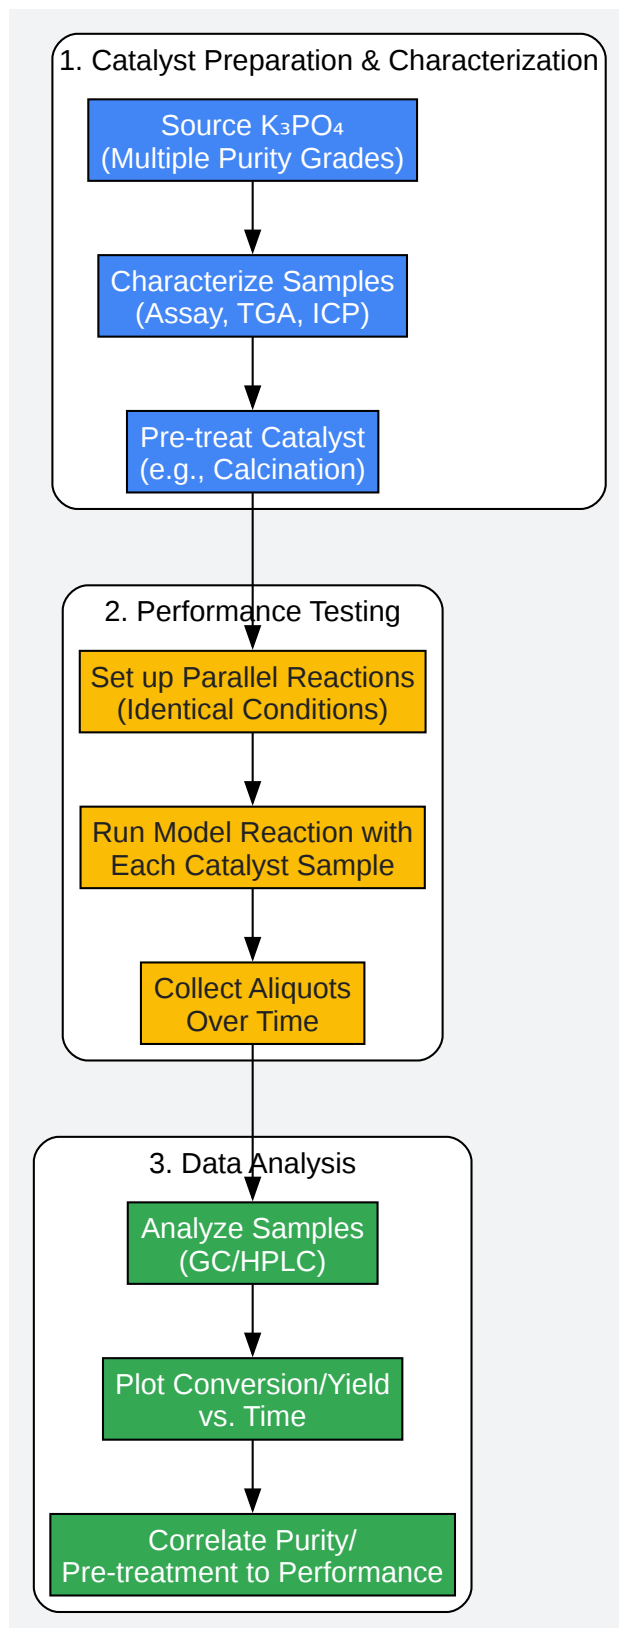 1. Catalyst Preparation & Characterization
Source K₃PO₄
(Multiple Purity Grades)
Characterize Samples
(Assay, TGA, ICP)
Pre-treat Catalyst
(e.g., Calcination)
2. Performance Testing
Set up Parallel Reactions
(Identical Conditions)
Run Model Reaction with
Each Catalyst Sample
Collect Aliquots
Over Time
3. Data Analysis
Analyze Samples
(GC/HPLC)
Plot Conversion/Yield
vs. Time
Correlate Purity/
Pre-treatment to Performance